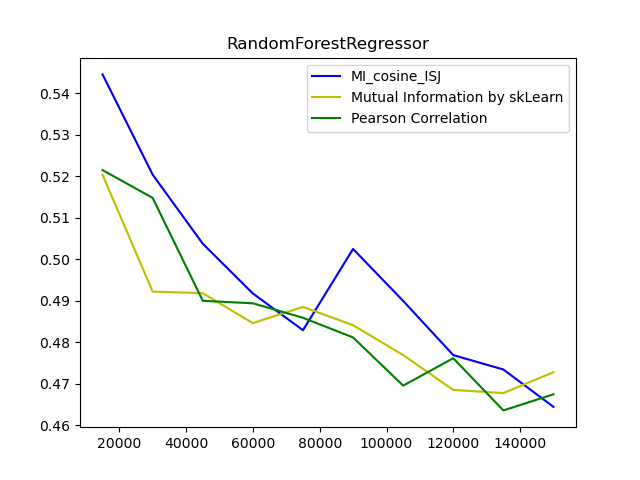 RandomForestRegressor
MI_cosine_ISJ
Mutual Information by skLearn
Pearson Correlation
0.54
0.53
0.52
0.51
0.50
0.49
0.48
0.47
0.46
20000 40000 60000 80000 100000 120000 140000